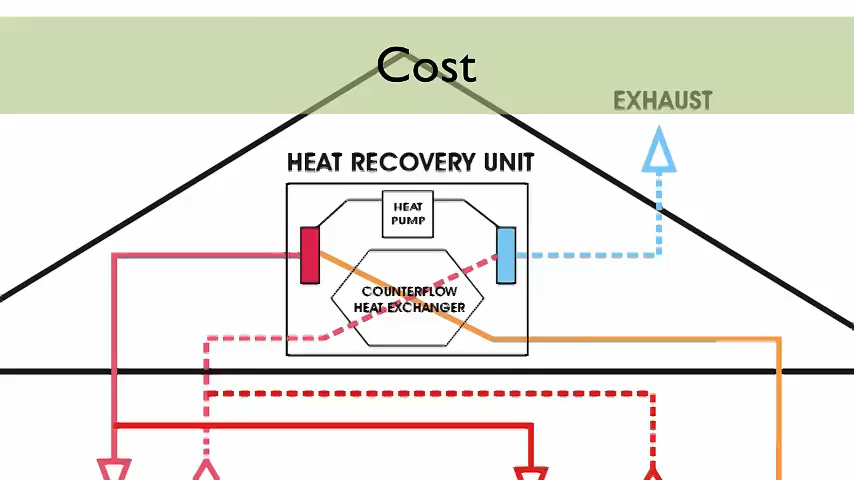 Cost
EXHAUST
HEAT RECOVERY UNIT
HEAT
PUMP
COUNTERFLOW
HEAT EXCHANGER